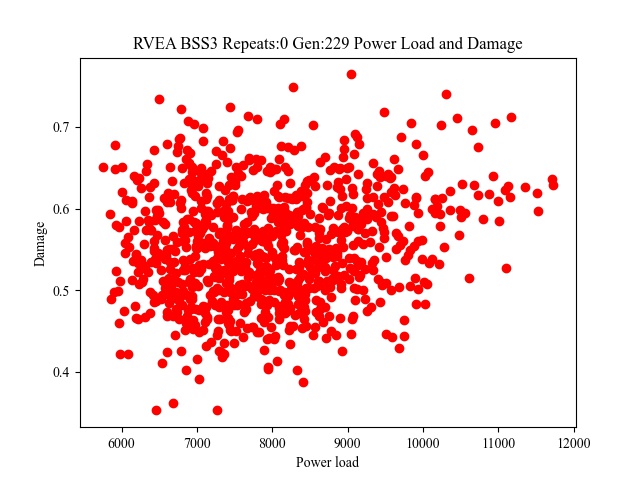 RVEA BSS3 Repeats:0 Gen:229 Power Load and Damage
0.7
0.6
0.5
0.4
Damage
6000 7000 8000 9000 10000 11000 12000
Power load